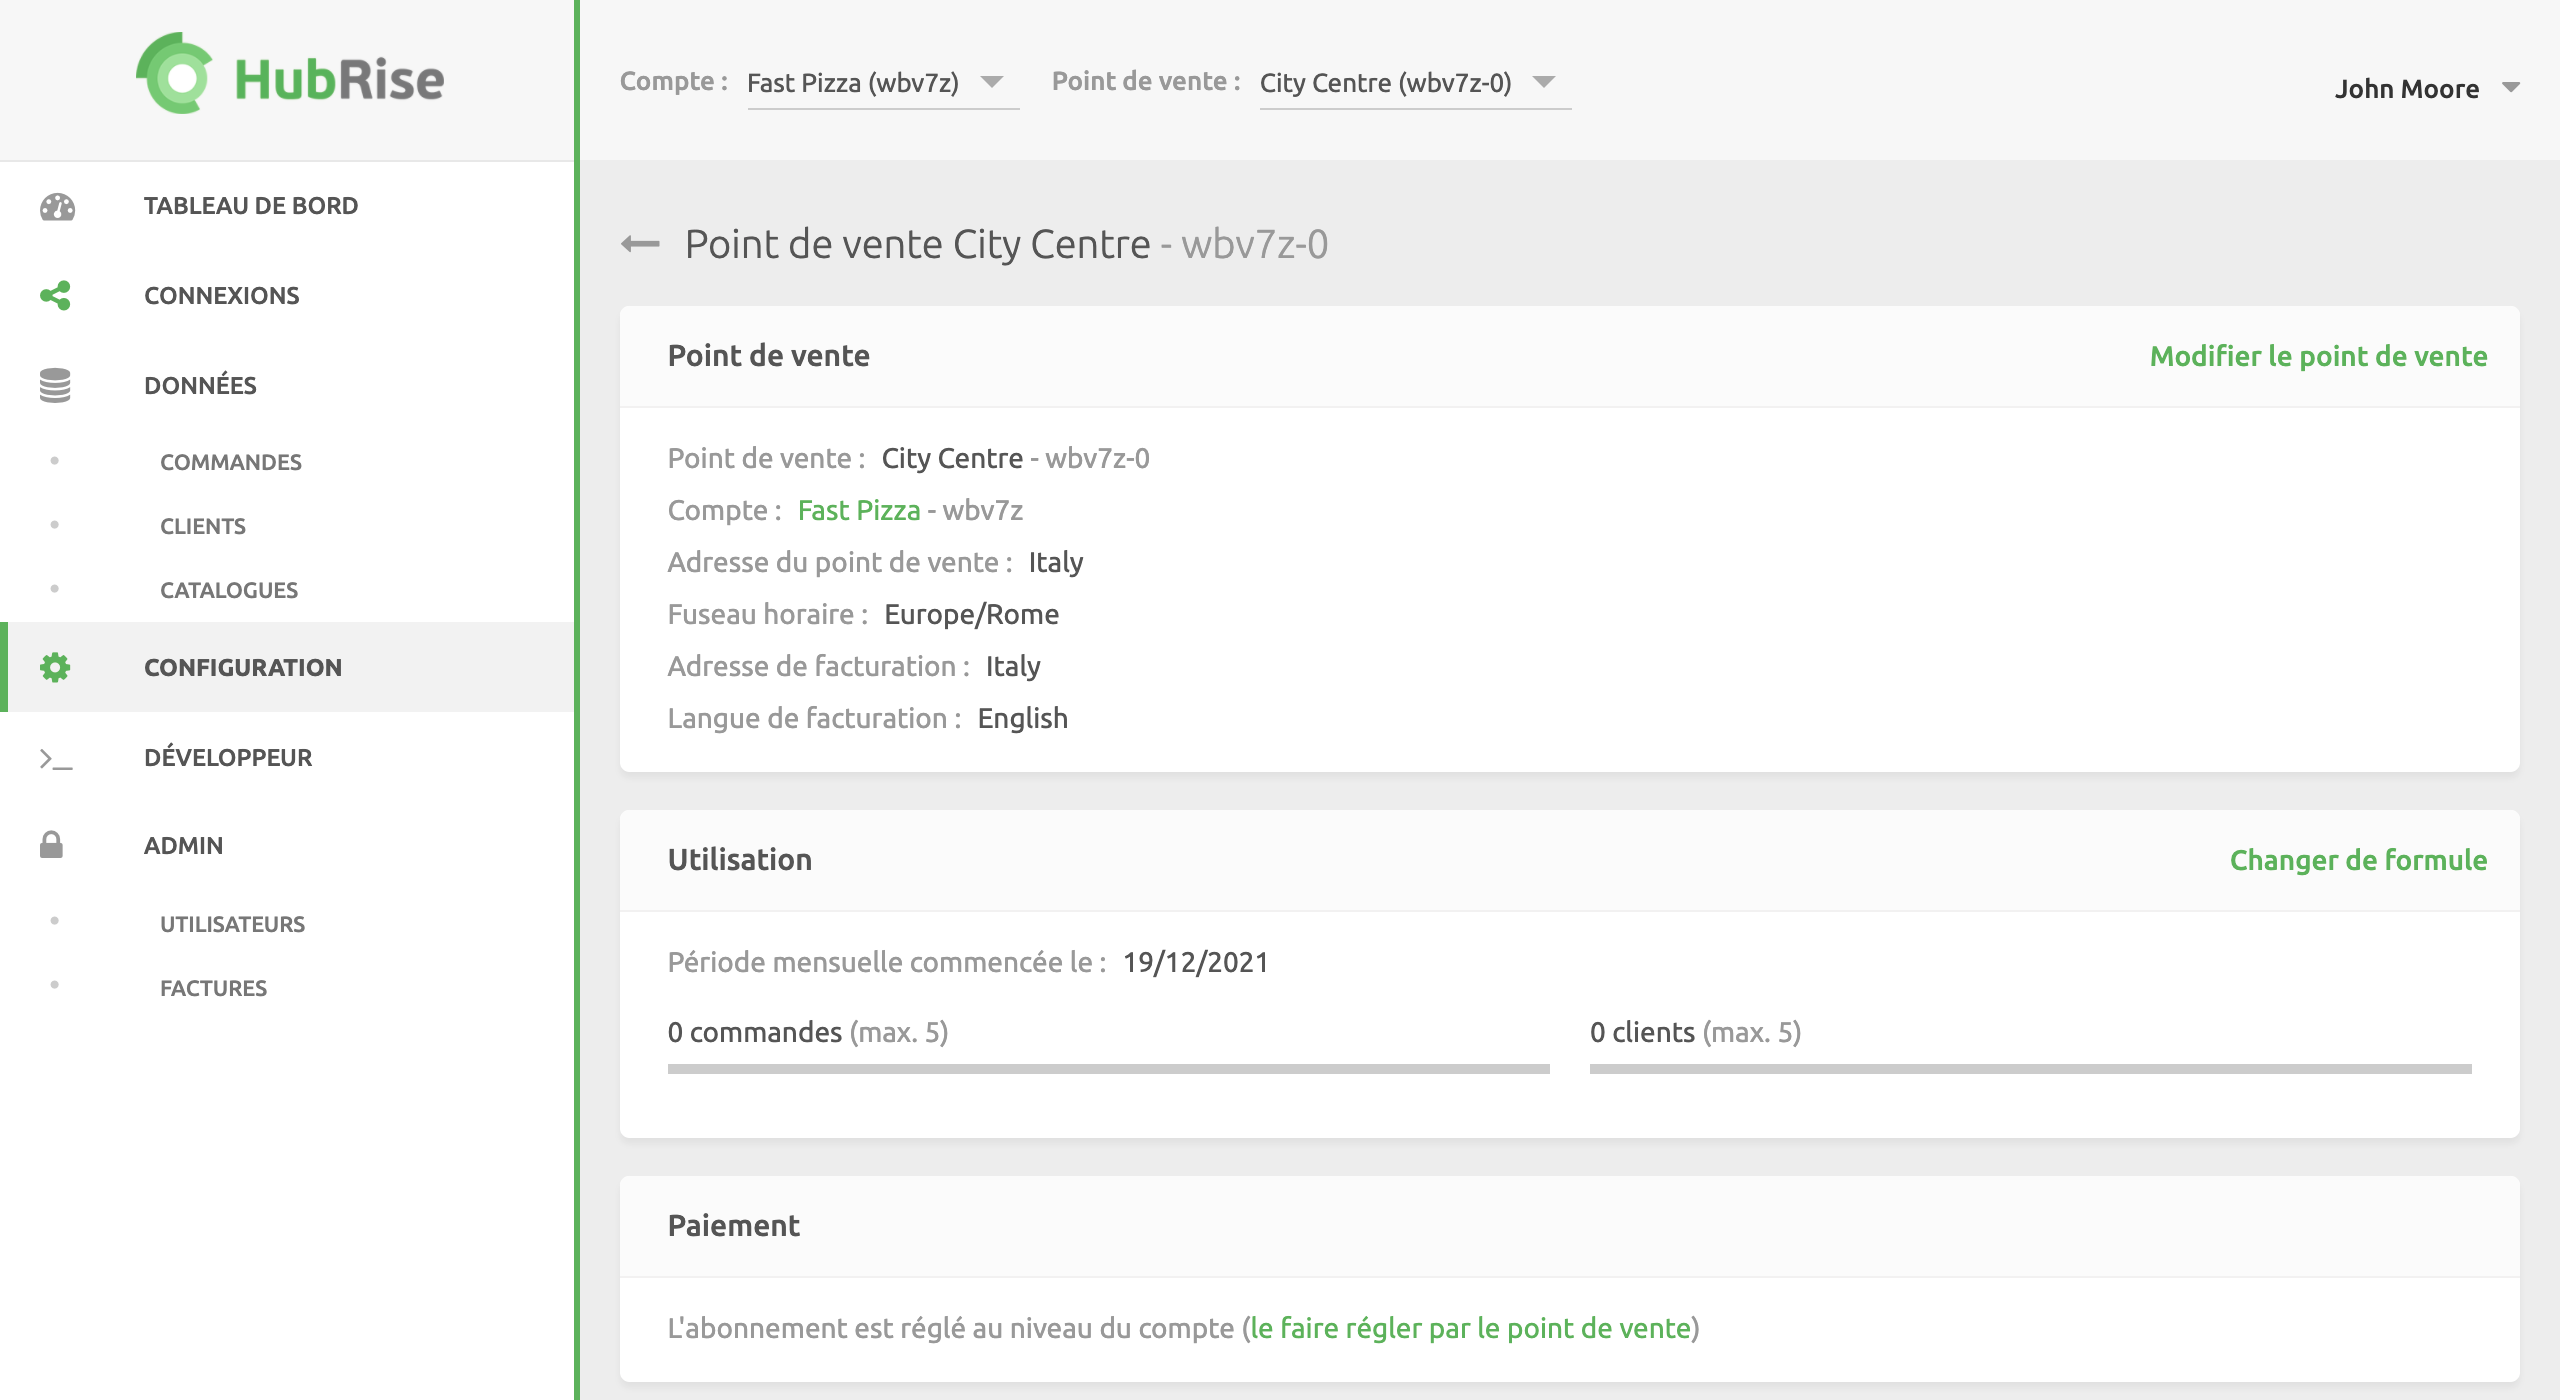 HubRise
Compte : Fast Pizza (wbv7z) Point de vente : City Centre (wbv7z-0) John Moore
TABLEAU DE BORD
CONNEXIONS
DONNÉES
COMMANDES
CLIENTS
CATALOGUES
CONFIGURATION
DÉVELOPPEUR
ADMIN
UTILISATEURS
FACTURES
Point de vente City Centre - wbv7z-0
Point de vente Modifier le point de vente
Point de vente : City Centre - wbv7z-0
Compte : Fast Pizza - wbv7z
Adresse du point de vente : Italy
Fuseau horaire : Europe/Rome
Adresse de facturation : Italy
Langue de facturation : English
Utilisation Changer de formule
Période mensuelle commencée le : 19/12/2021
0 commandes (max. 5) 0 clients (max. 5)
Paiement
L'abonnement est réglé au niveau du compte (le faire régler par le point de vente)